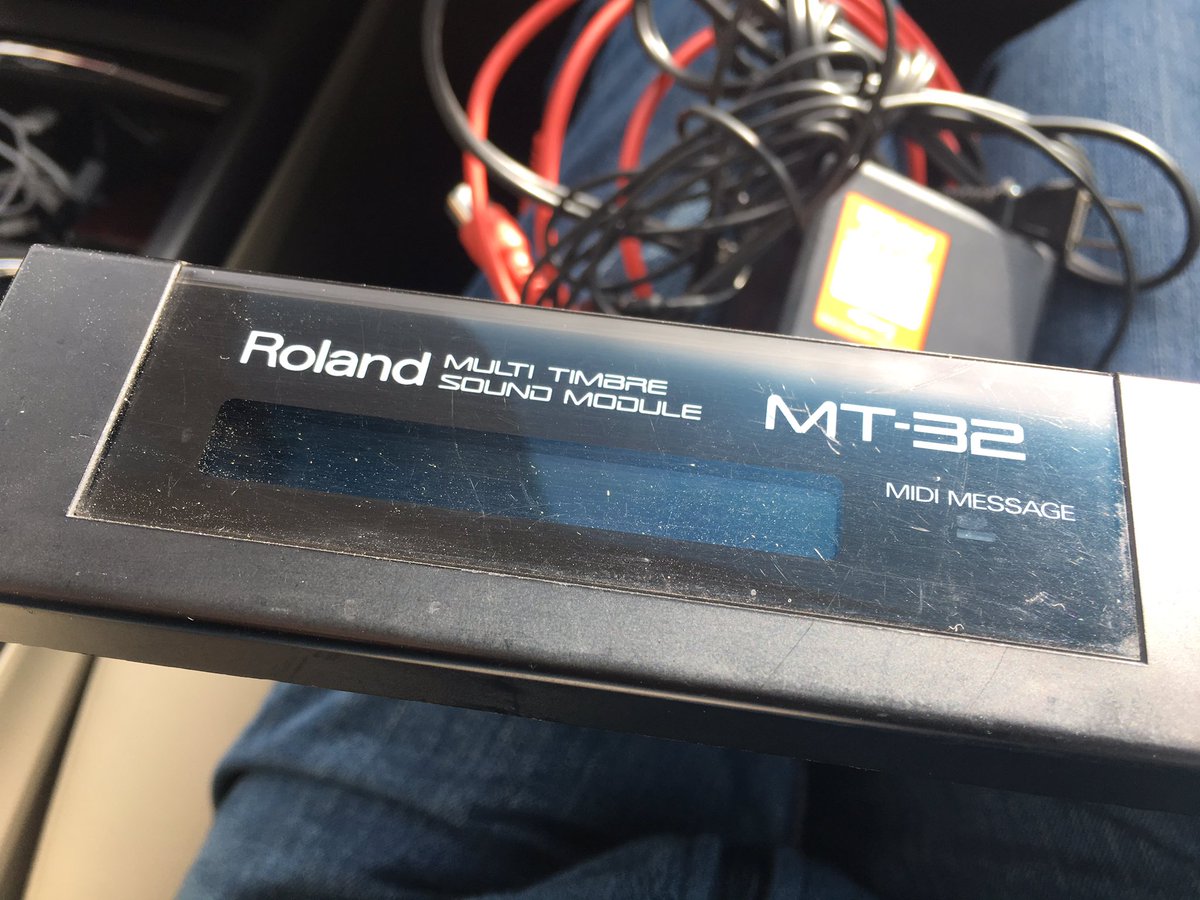 Roland
MULTI TIMBRE
SOUND MODULE
MT-32
MIDI MESSAGE